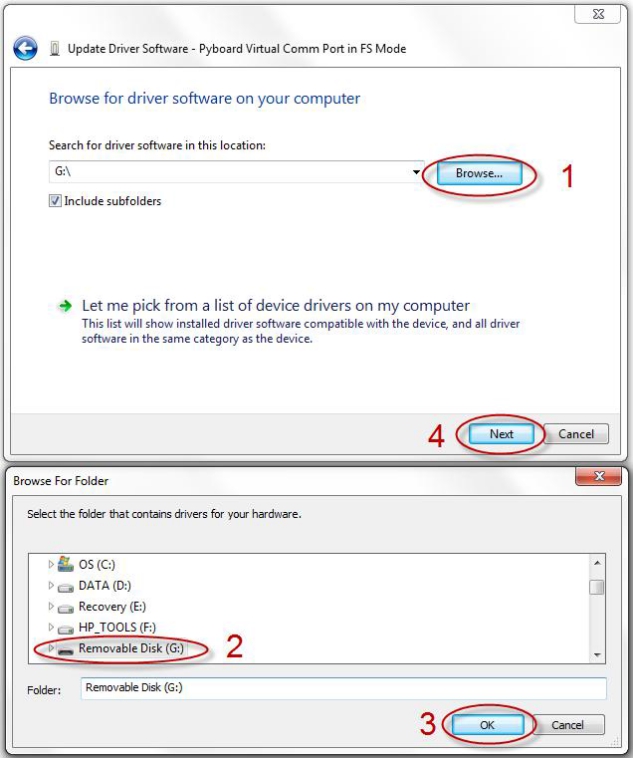 Update Driver Software - Pyboard Virtual Comm Port in FS Mode
Browse for driver software on your computer
Search for driver software in this location:
G:\
Browse...
1
Include subfolders
Let me pick from a list of device drivers on my computer
This list will show installed driver software compatible with the device, and all driver
software in the same category as the device.
4
Next
Cancel
Browse For Folder
Select the folder that contains drivers for your hardware.
OS (C:)
DATA (D:)
Recovery (E:)
HP_TOOLS (F:)
Removable Disk (G:)
2
Folder:
Removable Disk (G:)
3
OK
Cancel